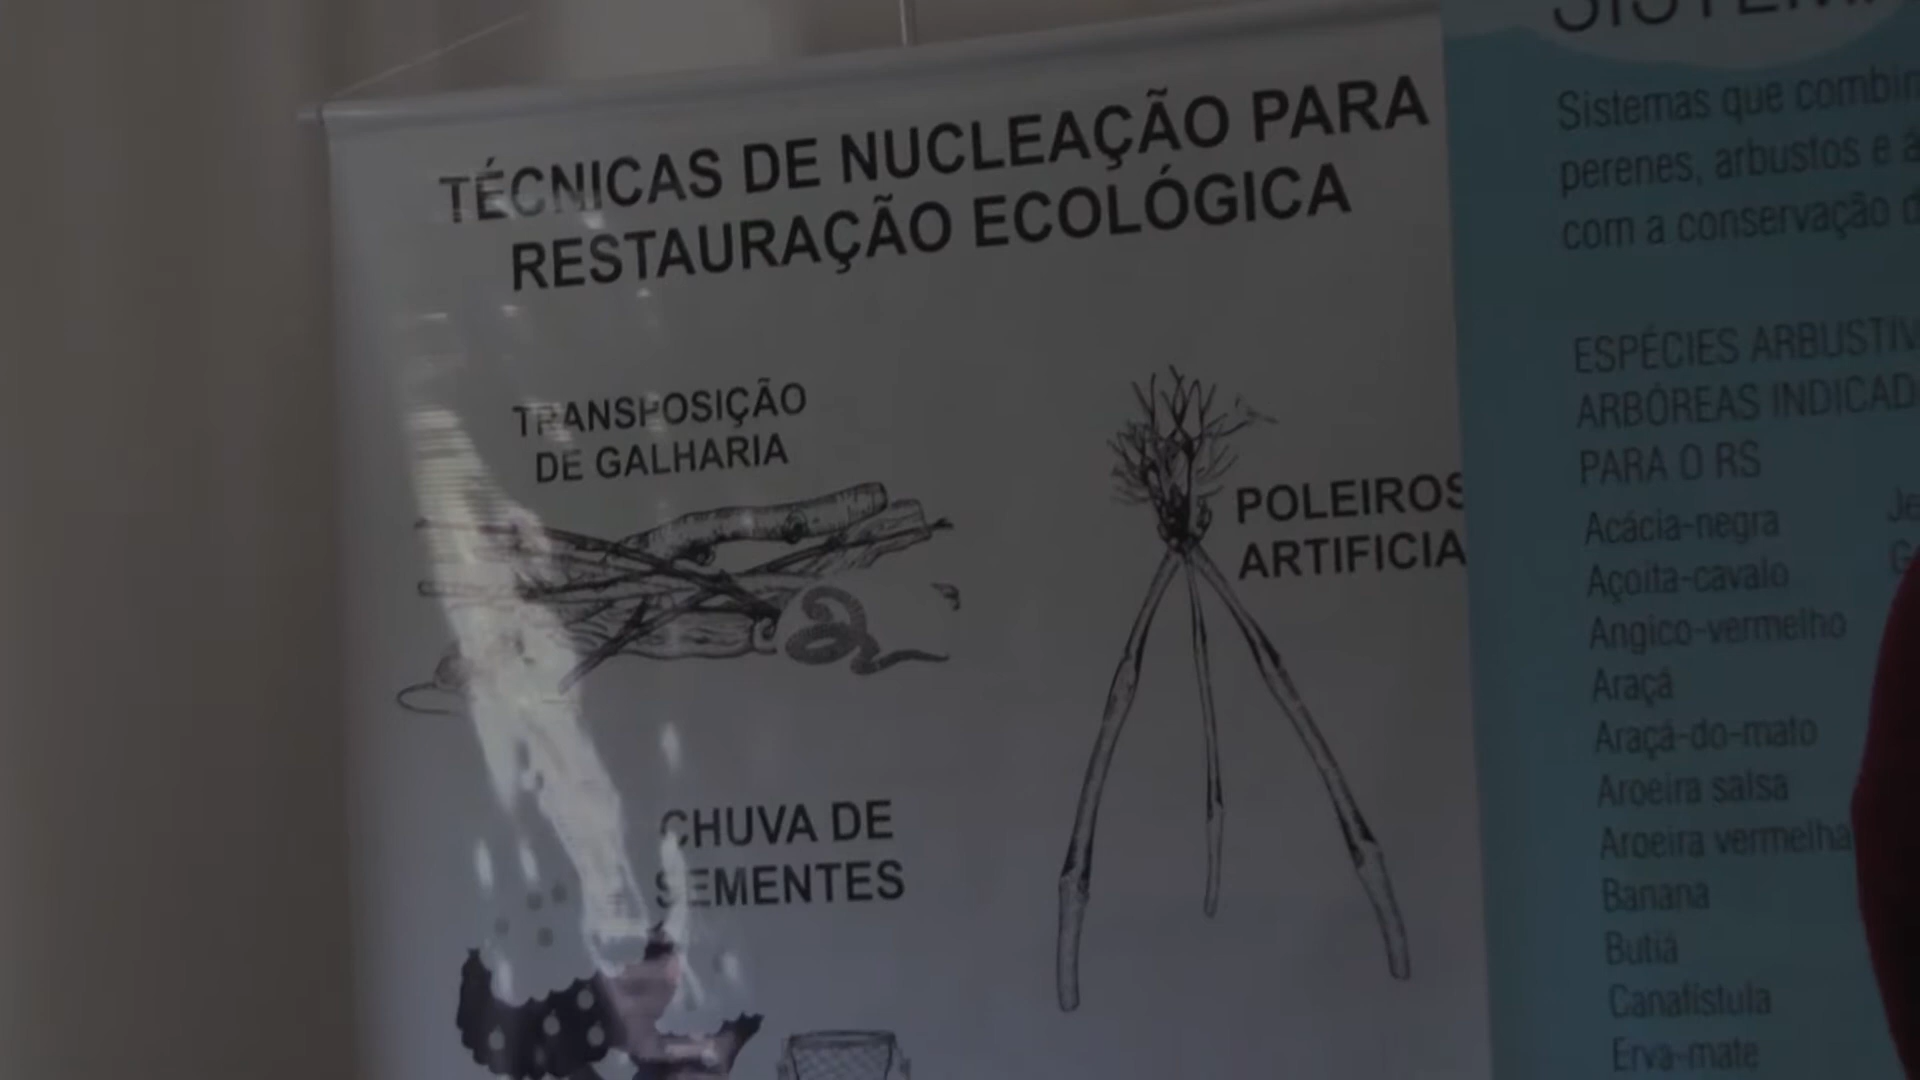 TÉCNICAS DE NUCLEAÇÃO PARA
RESTAURAÇÃO ECOLÓGICA
TRANSPOSIÇÃO
DE GALHARIA
POLEIROS
ARTIFICIA
CHUVA DE
SEMENTES
Sistemas que combin
perenes, arbustos e á
com a conservação d
ESPÉCIES ARBUSTIV
ARBÓREAS INDICAD
PARA O RS
Acácia-negra
Açoita-cavalo
Angico-vermelho
Araçá
Araçá-do-mato
Aroeira salsa
Aroeira vermelha
Banana
Butiá
Canafístula
Erva-mate